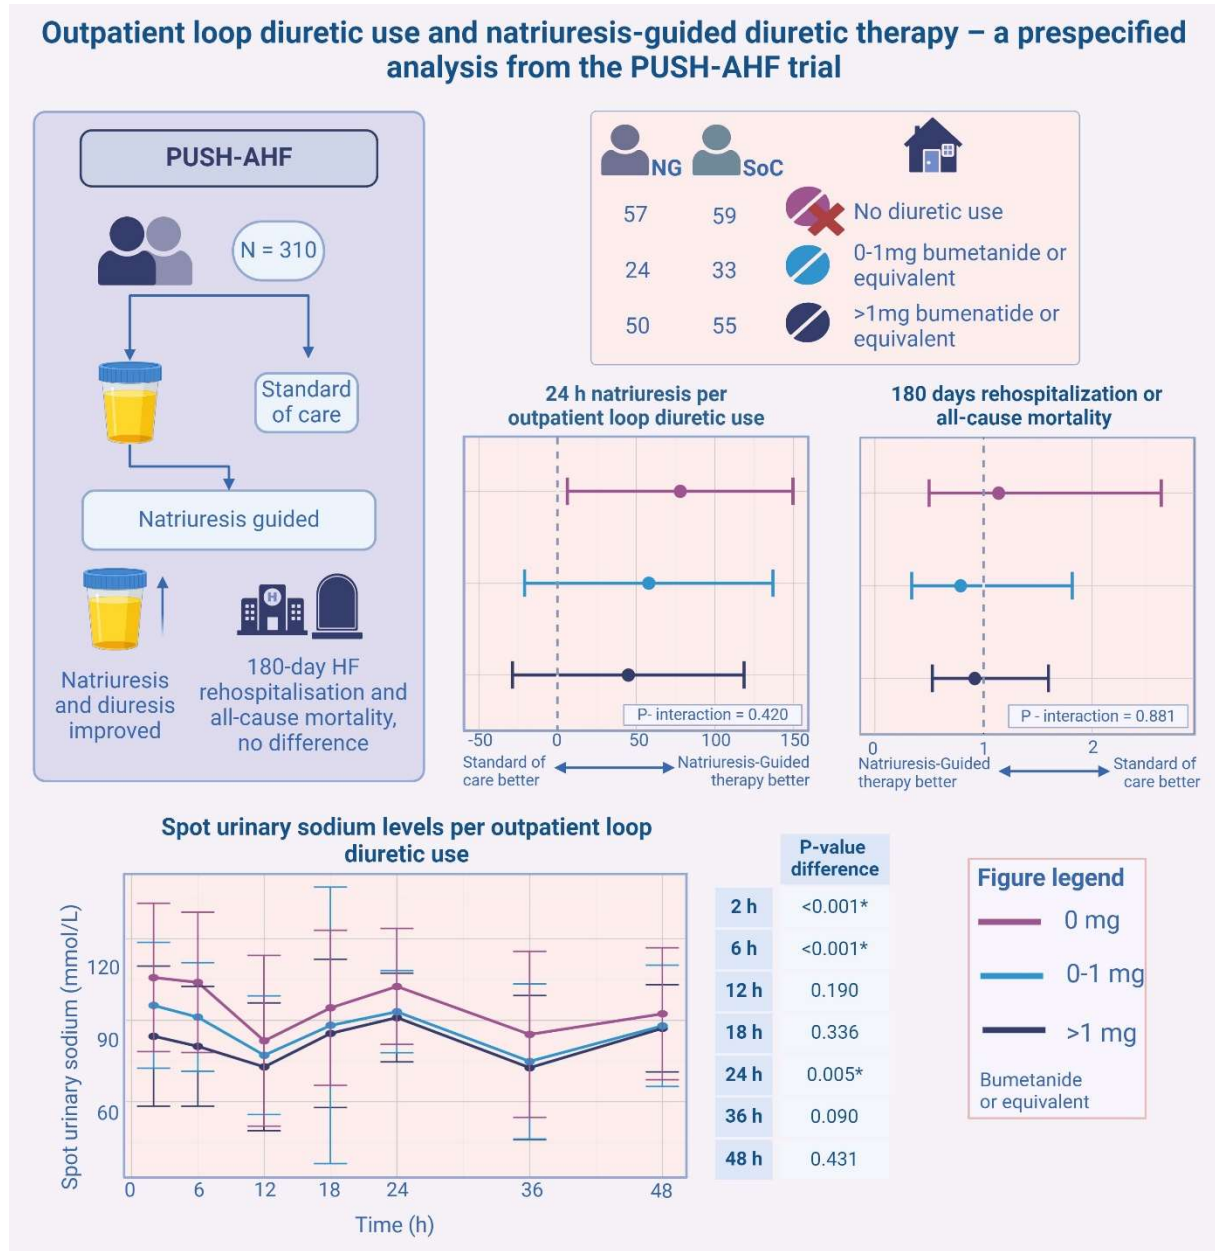 Outpatient loop diuretic use and natriuresis-guided diuretic therapy – a prespecified
analysis from the PUSH-AHF trial
PUSH-AHF
N = 310
Standard
of care
Natriuresis guided
H
Natriuresis
and diuresis
improved
180-day HF
rehospitalisation and
all-cause mortality,
no difference
NG SoC
57 59 No diuretic use
24 33 0-1mg bumetanide or
equivalent
50 55 >1mg bumenatide or
equivalent
24 h natriuresis per
outpatient loop diuretic use
P- interaction = 0.420
-50 0 50 100 150
Standard of
care better
Natriuresis-Guided
therapy better
180 days rehospitalization or
all-cause mortality
P - interaction = 0.881
0 1 2
Natriuresis-Guided
therapy better
Standard of
care better
Spot urinary sodium levels per outpatient loop
diuretic use
Spot urinary sodium (mmol/L)
120
90
60
0 6 12 18 24 36 48
Time (h)
P-value
difference
2 h <0.001*
6 h <0.001*
12 h 0.190
18 h 0.336
24 h 0.005*
36 h 0.090
48 h 0.431
Figure legend
0 mg
0-1 mg
>1 mg
Bumetanide
or equivalent